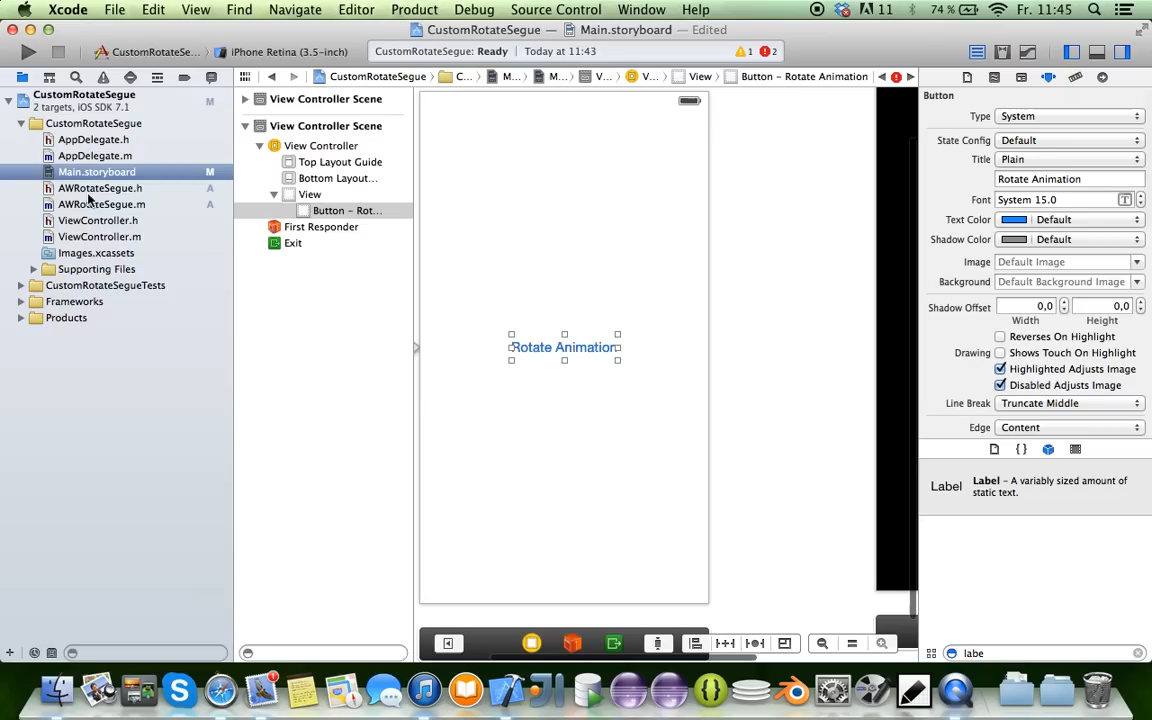 Xcode File Edit View Find Navigate Editor Product Debug Source Control Window Help 11 74 % Fr. 11:45
CustomRotateSegue Main.storyboard — Edited
CustomRotateSe... iPhone Retina (3.5-inch) CustomRotateSegue: Ready Today at 11:43 1 2
CustomRotateSegue C... M... M... V... V... View Button - Rotate Animation
CustomRotateSegue M
2 targets, iOS SDK 7.1
CustomRotateSegue
AppDelegate.h
AppDelegate.m
Main.storyboard M
AWRotateSegue.h A
AWRotateSegue.m A
ViewController.h
ViewController.m
Images.xcassets
Supporting Files
CustomRotateSegueTests
Frameworks
Products
View Controller Scene
View Controller Scene
View Controller
Top Layout Guide
Bottom Layout...
View
Button - Rot...
First Responder
Exit
Rotate Animation
Button
Type System
State Config Default
Title Plain
Rotate Animation
Font System 15.0 T
Text Color Default
Shadow Color Default
Image Default Image
Background Default Background Image
Shadow Offset 0,0 0,0
Width Height
Reverses On Highlight
Drawing Shows Touch On Highlight
Highlighted Adjusts Image
Disabled Adjusts Image
Line Break Truncate Middle
Edge Content
{ }
Label Label - A variable sized amount of
static text.
labe